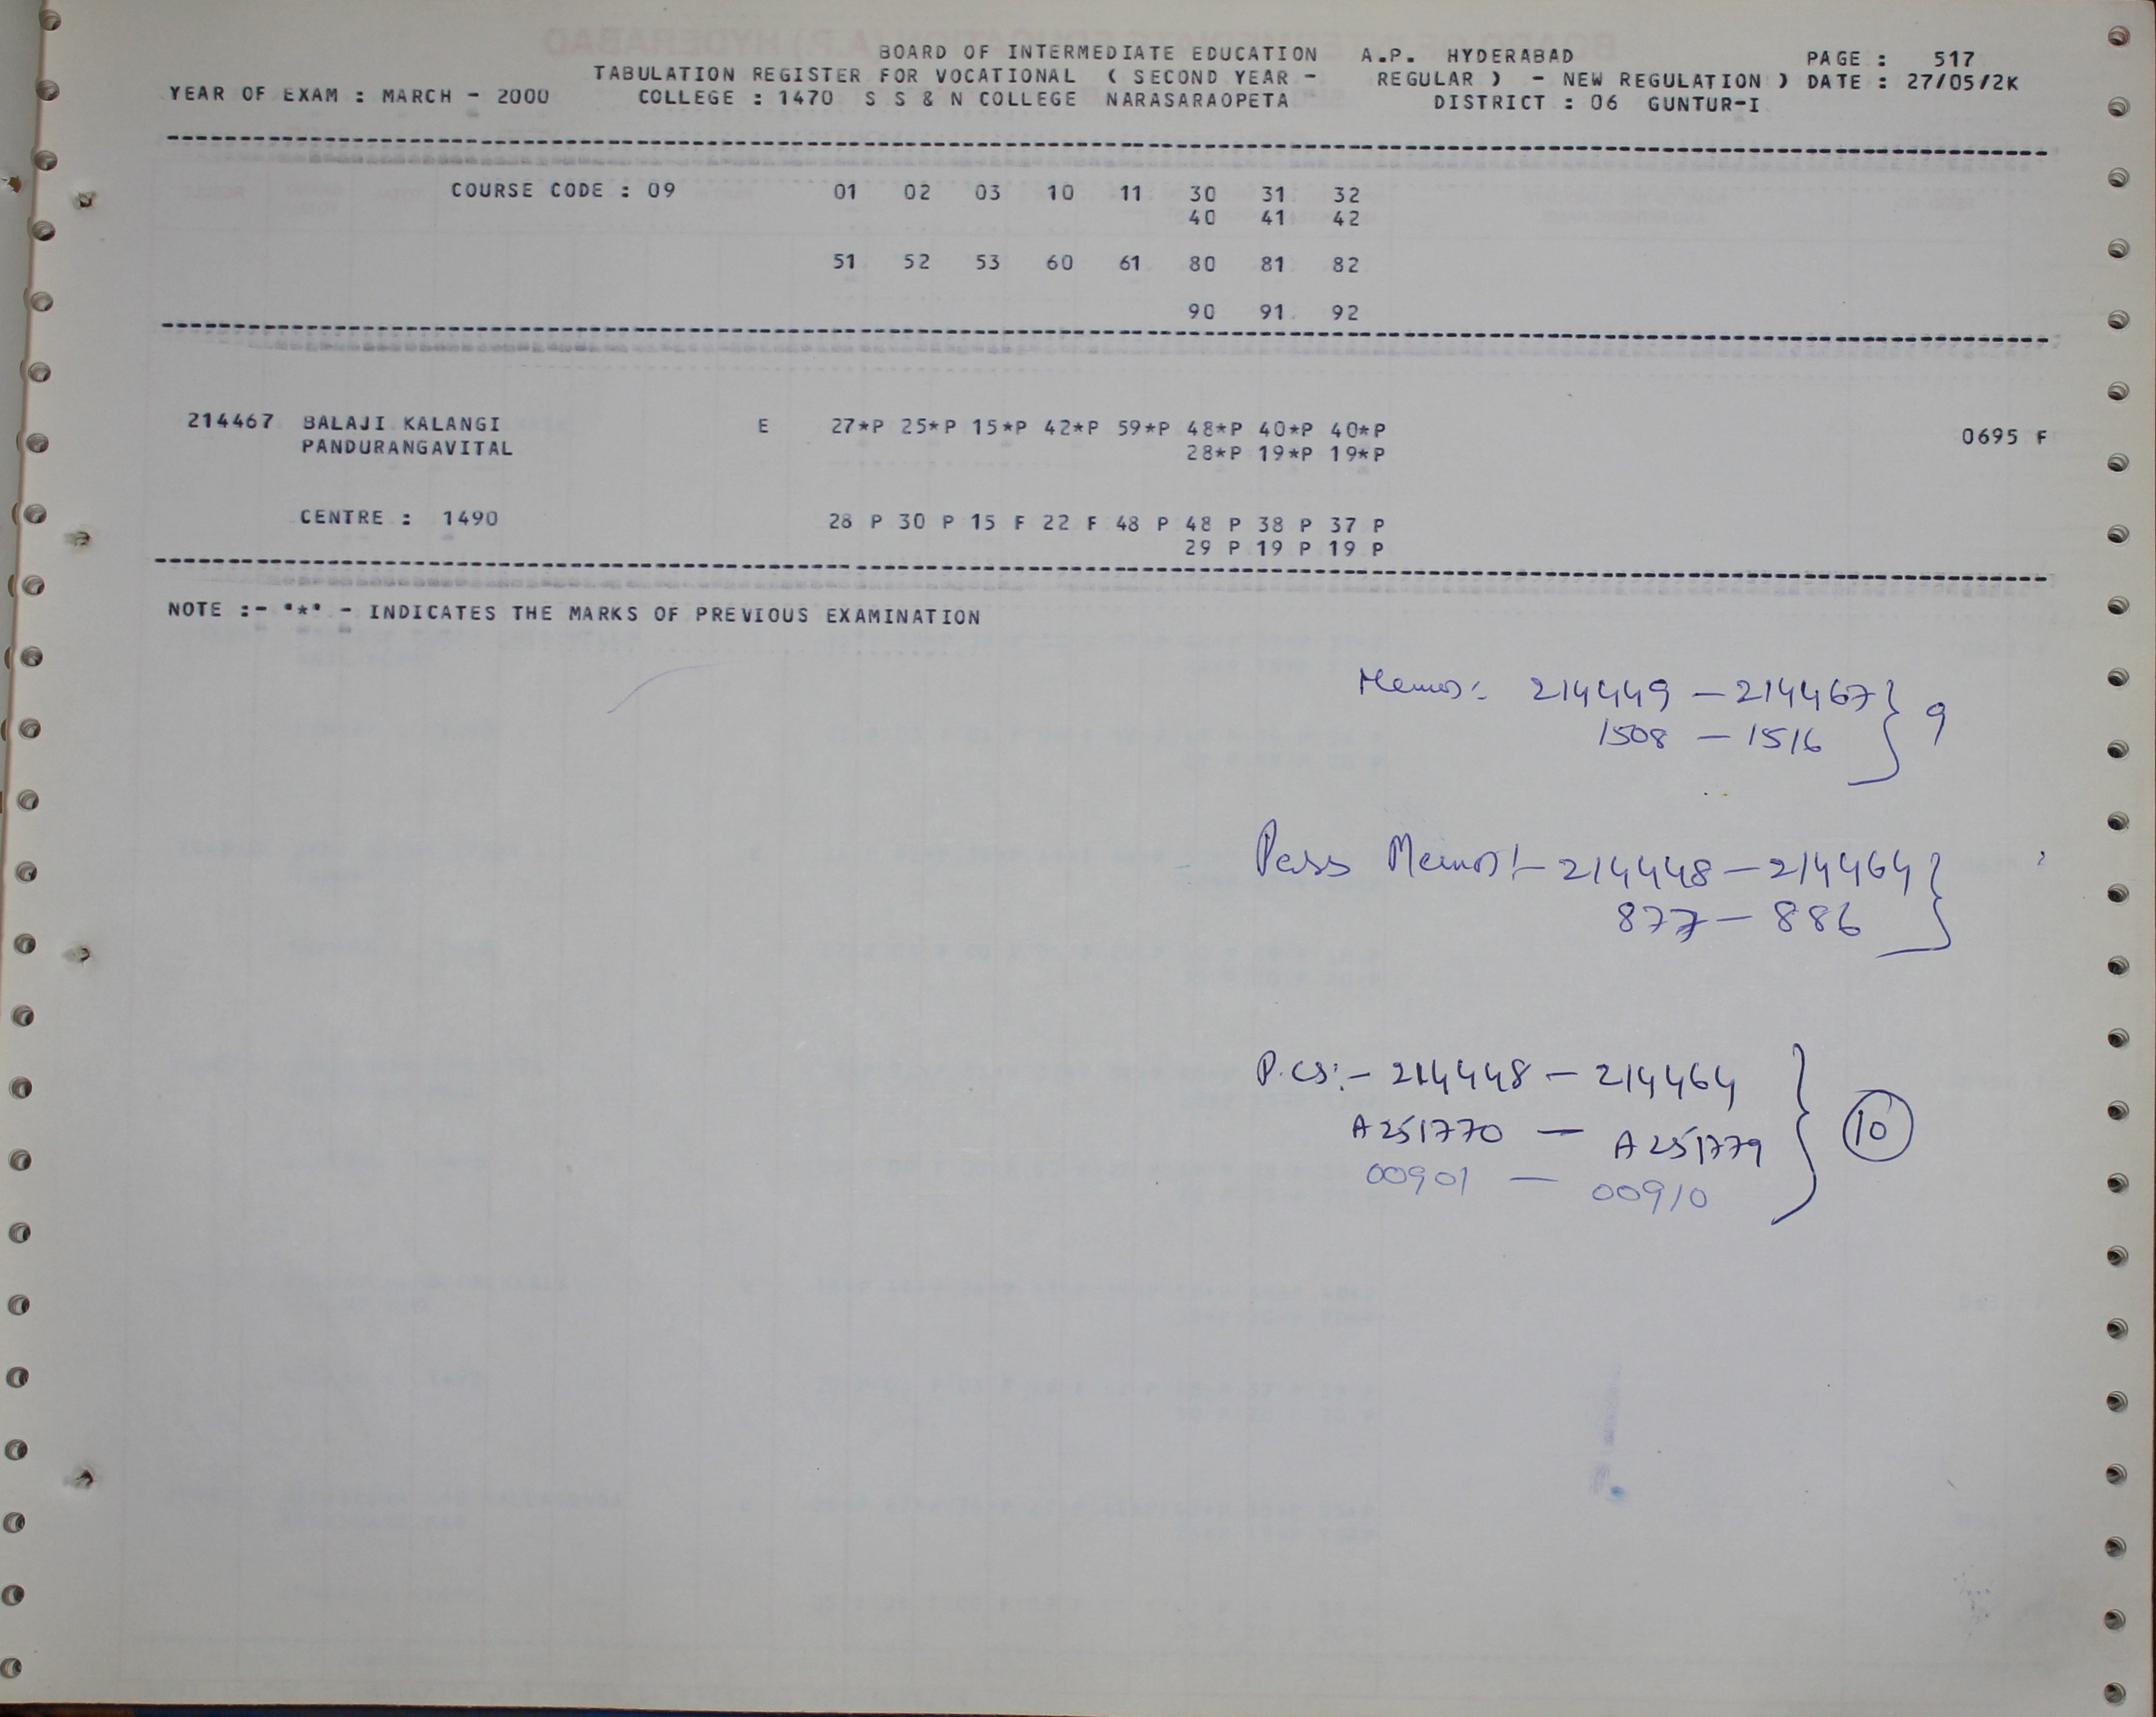 BOARD OF INTERMEDIATE EDUCATION A.P. HYDERABAD PAGE : 517
TABULATION REGISTER FOR VOCATIONAL ( SECOND YEAR - REGULAR ) - NEW REGULATION ) DATE : 27/05/2K
YEAR OF EXAM : MARCH - 2000 COLLEGE : 1470 S S & N COLLEGE NARASARAOPETA DISTRICT : 06 GUNTUR-I
COURSE CODE : 09 01 02 03 10 11 30 31 32
40 41 42
51 52 53 60 61 80 81 82
90 91 92
214467 BALAJI KALANGI E 27*P 25*P 15*P 42*P 59*P 48*P 40*P 40*P 0695 F
PANDURANGAVITAL 28*P 19*P 19*P
CENTRE : 1490 28 P 30 P 15 F 22 F 48 P 48 P 38 P 37 P
29 P 19 P 19 P
NOTE :- "*" - INDICATES THE MARKS OF PREVIOUS EXAMINATION
Memos:- 214449 - 214467 } 9
1508 - 1516
Pass Memos:- 214448 - 214464 }
877 - 886
P.Cs:- 214448 - 214464
A251770 - A251779 } 10
00901 - 00910